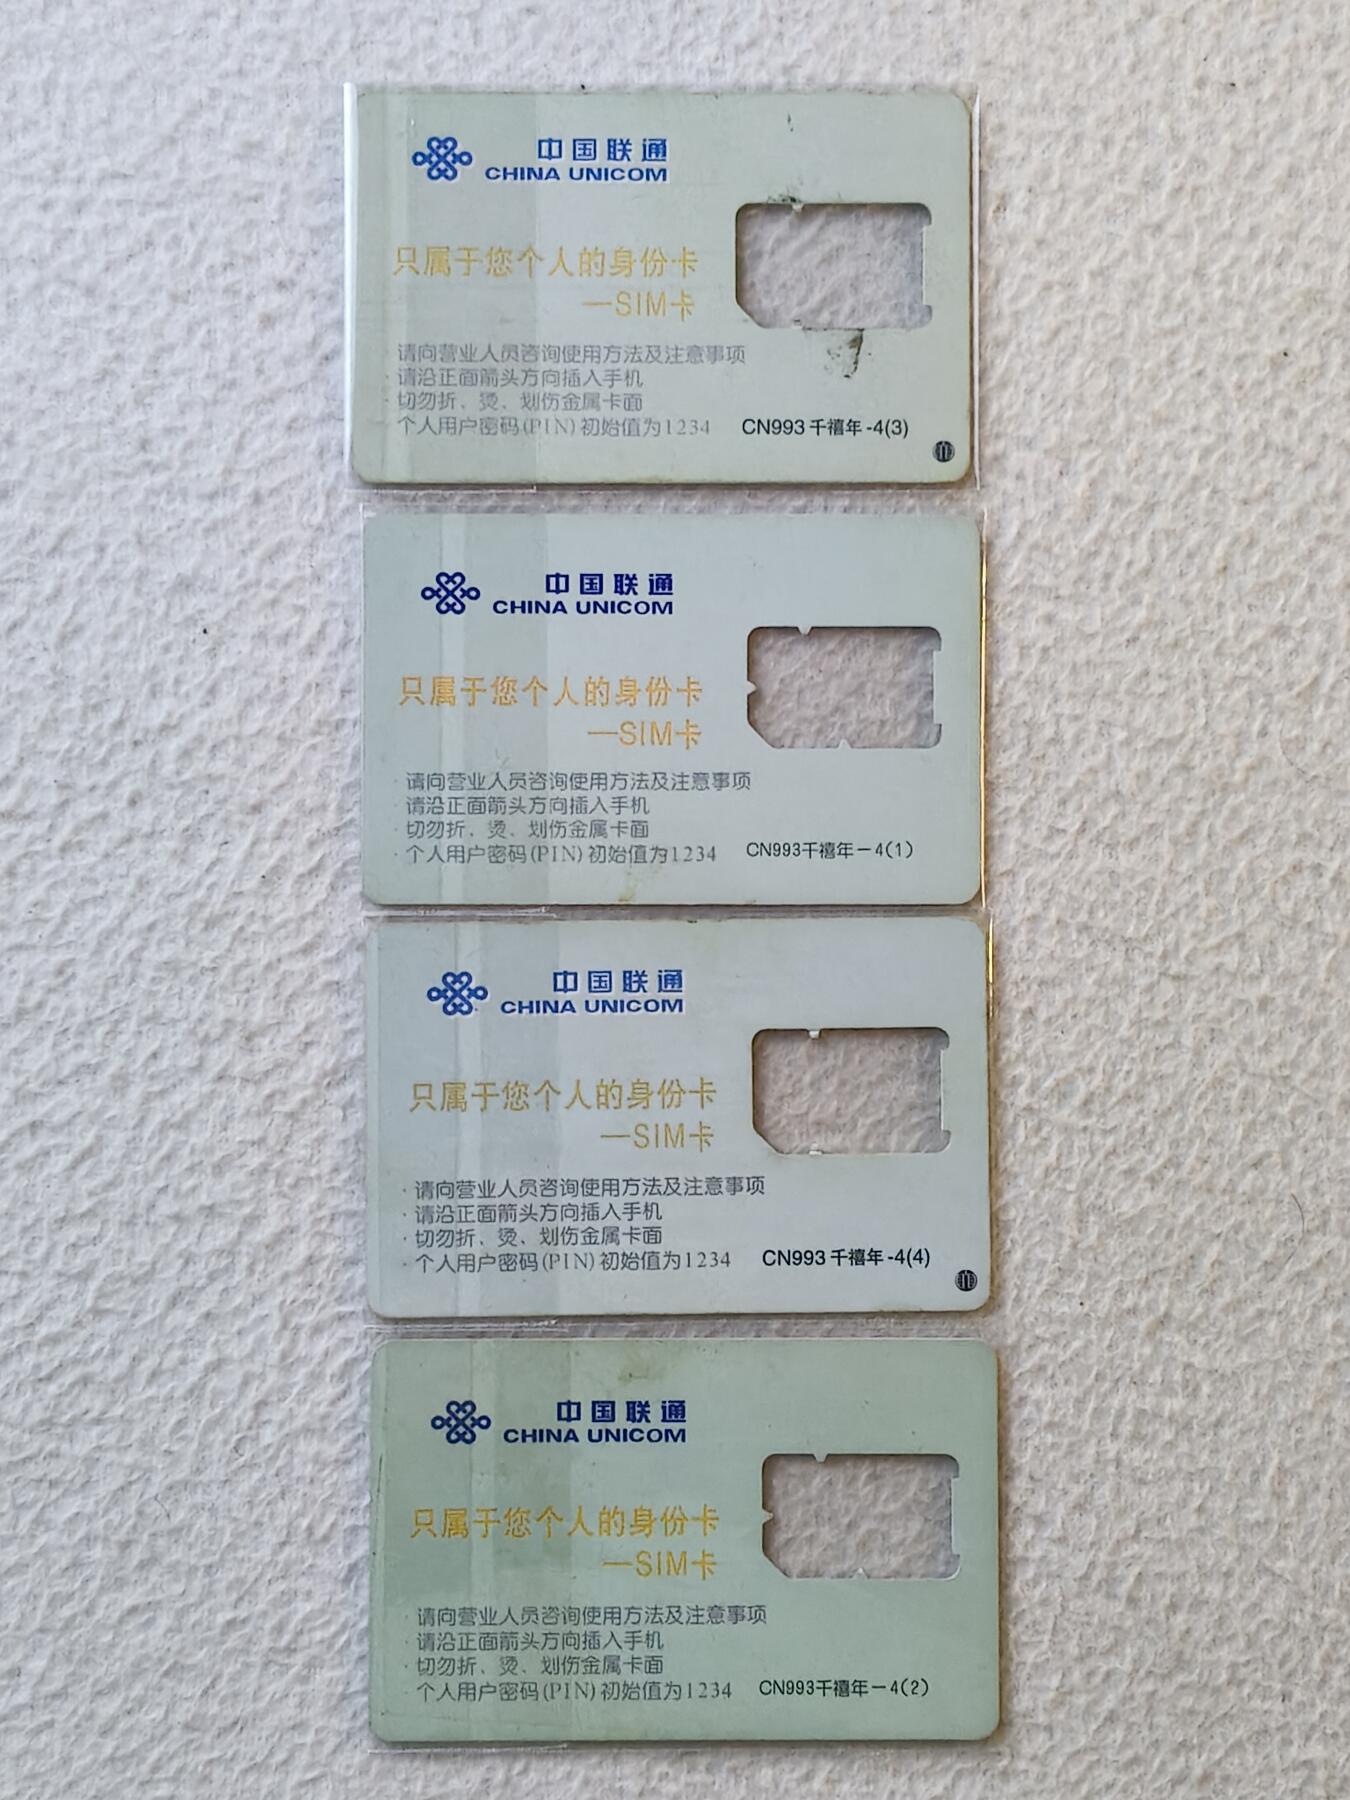 中国联通
CHINA UNICOM
只属于您个人的身份卡
—SIM卡
请向营业人员咨询使用方法及注意事项
请沿正面箭头方向插入手机
切勿折、烫、划伤金属卡面
个人用户密码(PIN)初始值为1234
CN993千禧年-4(3)
中国联通
CHINA UNICOM
只属于您个人的身份卡
—SIM卡
·请向营业人员咨询使用方法及注意事项
·请沿正面箭头方向插入手机
·切勿折、烫、划伤金属卡面
·个人用户密码(PIN)初始值为1234
CN993千禧年－4(1)
中国联通
CHINA UNICOM
只属于您个人的身份卡
—SIM卡
·请向营业人员咨询使用方法及注意事项
·请沿正面箭头方向插入手机
·切勿折、烫、划伤金属卡面
·个人用户密码(PIN)初始值为1234
CN993千禧年-4(4)
中国联通
CHINA UNICOM
只属于您个人的身份卡
—SIM卡
·请向营业人员咨询使用方法及注意事项
·请沿正面箭头方向插入手机
·切勿折、烫、划伤金属卡面
·个人用户密码(PIN)初始值为1234
CN993千禧年－4(2)